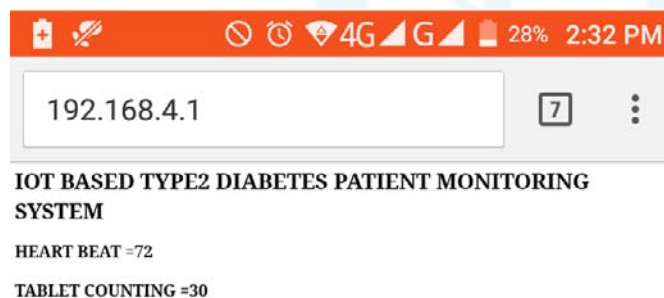 4G G 28% 2:32 PM
192.168.4.1 7
IOT BASED TYPE2 DIABETES PATIENT MONITORING
SYSTEM
HEART BEAT =72
TABLET COUNTING =30